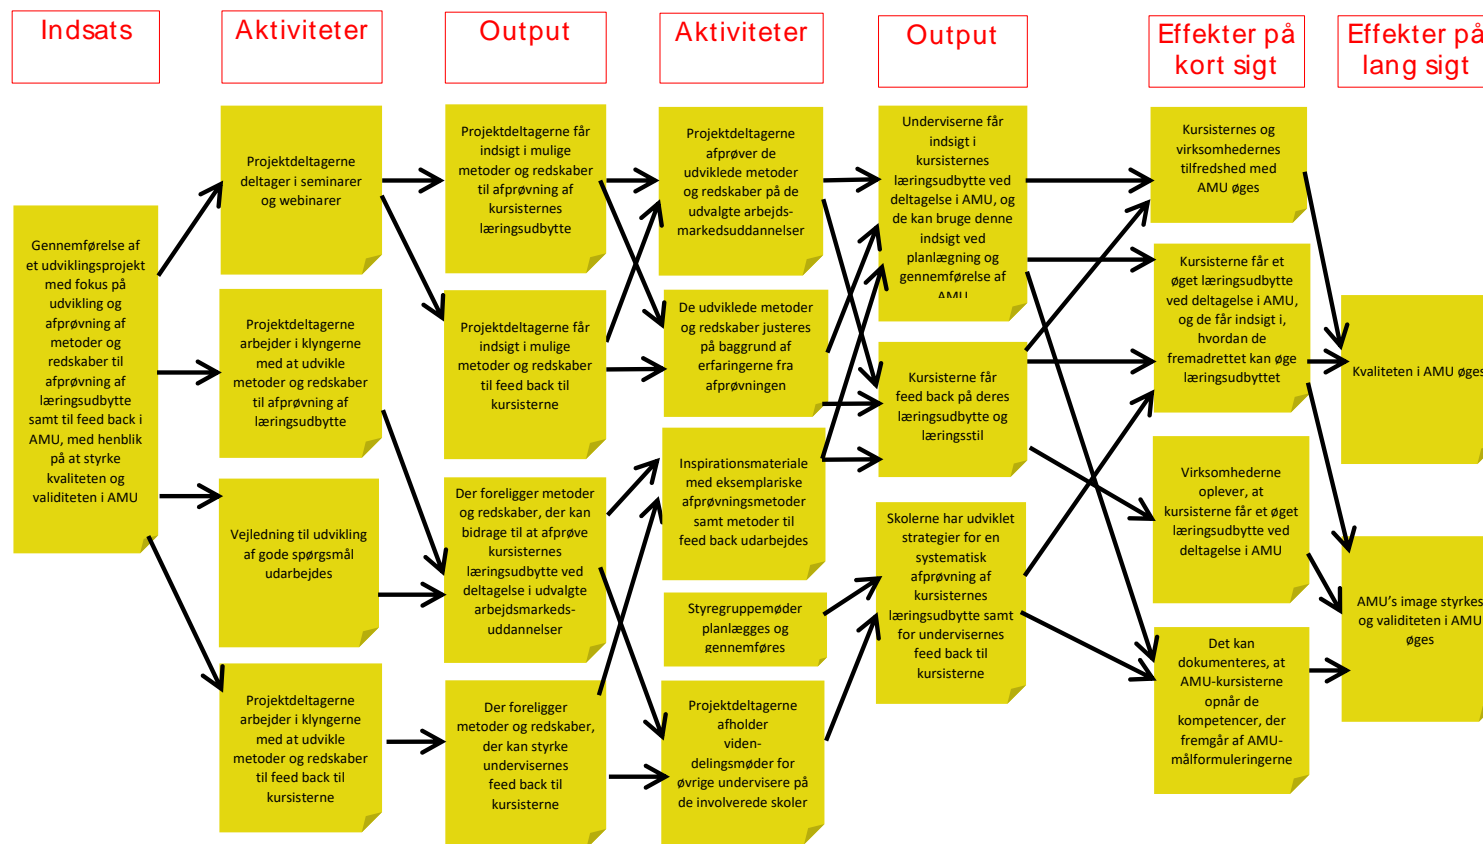 Indsats
Aktiviteter
Output
Aktiviteter
Output
Effekter på
kort sigt
Effekter på
lang sigt
Gennemførelse af
et udviklingsprojekt
med fokus på
udvikling og
afprøvning af
metoder og
redskaber til
afprøvning af
læringsudbytte
samt til feed back i
AMU, med henblik
på at styrke
kvaliteten og
validiteten i AMU
Projektdeltagerne
deltager i seminarer
og webinarer
Projektdeltagerne
arbejder i klyngerne
med at udvikle
metoder og redskaber
til afprøvning af
læringsudbytte
Vejledning til udvikling
af gode spørgsmål
udarbejdes
Projektdeltagerne
arbejder i klyngerne
med at udvikle
metoder og redskaber
til feed back til
kursisterne
Projektdeltagerne får
indsigt i mulige
metoder og redskaber
til afprøvning af
kursisternes
læringsudbytte
Projektdeltagerne får
indsigt i mulige
metoder og redskaber
til feed back til
kursisterne
Der foreligger metoder
og redskaber, der kan
bidrage til at afprøve
kursisternes
læringsudbytte ved
deltagelse i udvalgte
arbejdsmarkeds-
uddannelser
Der foreligger
metoder og redskaber,
der kan styrke
undervisernes
feed back til
kursisterne
Projektdeltagerne
afprøver de
udviklede metoder
og redskaber på de
udvalgte arbejds-
markedsuddannelser
De udviklede metoder
og redskaber justeres
på baggrund af
erfaringerne fra
afprøvningen
Inspirationsmateriale
med eksemplariske
afprøvningsmetoder
samt metoder til
feed back udarbejdes
Styregruppemøder
planlægges og
gennemføres
Projektdeltagerne
afholder
viden-
delingsmøder for
øvrige undervisere på
de involverede skoler
Underviserne får
indsigt i
kursisternes
læringsudbytte ved
deltagelse i AMU, og
de kan bruge denne
indsigt ved
planlægning og
gennemførelse af
AMU
Kursisterne får
feed back på deres
læringsudbytte og
læringsstil
Skolerne har udviklet
strategier for en
systematisk
afprøvning af
kursisternes
læringsudbytte samt
for undervisernes
feed back til
kursisterne
Kursisternes og
virksomhedernes
tilfredshed med
AMU øges
Kursisterne får et
øget læringsudbytte
ved deltagelse i AMU,
og de får indsigt i,
hvordan de
fremadrettet kan øge
læringsudbyttet
Virksomhederne
oplever, at
kursisterne får et øget
læringsudbytte ved
deltagelse i AMU
Det kan
dokumenteres, at
AMU-kursisterne
opnår de
kompetencer, der
fremgår af AMU-
målformuleringerne
Kvaliteten i AMU øges
AMU's image styrkes
og validiteten i AMU
øges